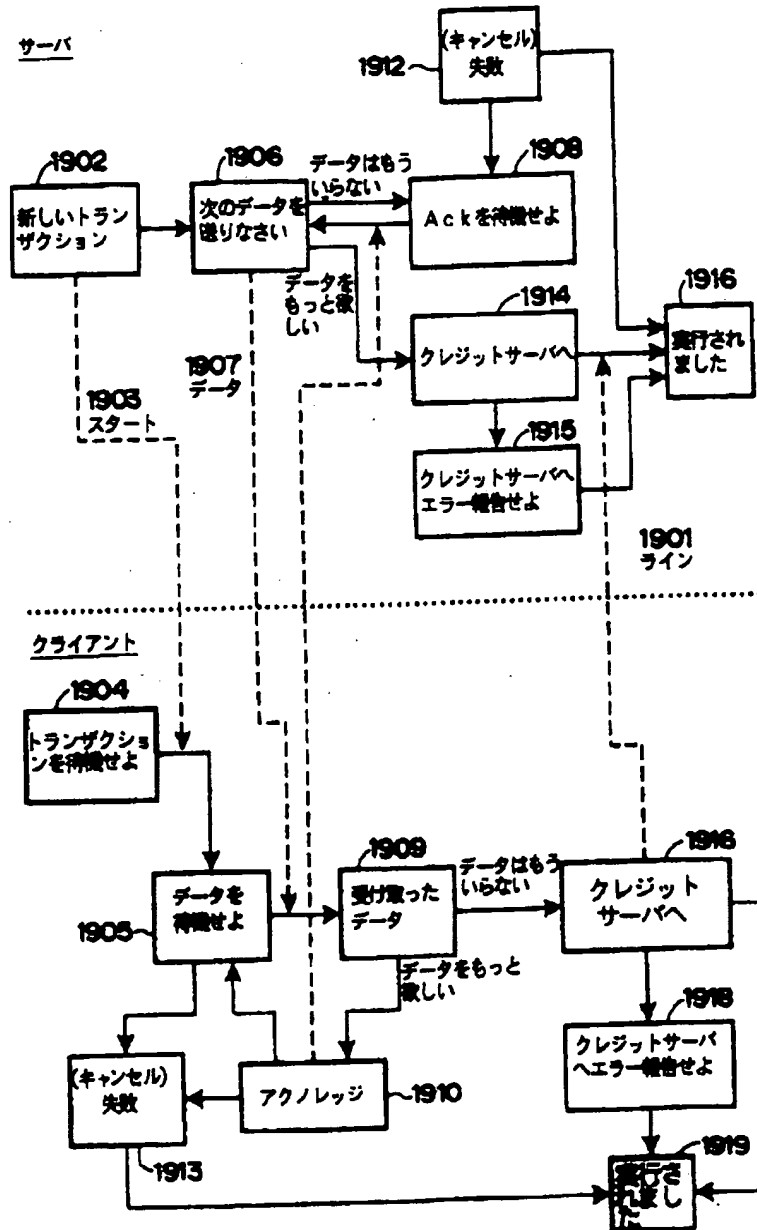 サーバ
(キャンセル)
失敗
1912
1902
新しいトラン
ザクション
1906
次のデータを
送りなさい
データはもう
いらない
1908
Ackを待機せよ
データを
もっと欲
しい
1914
クレジットサーバへ
1916
実行され
ました
1903
スタート
1907
データ
1915
クレジットサーバへ
エラー報告せよ
1901
ライン
クライアント
1904
トランザクショ
ンを待機せよ
データを
待機せよ
1905
1909
受け取った
データ
データはもう
いらない
1916
クレジット
サーバへ
データをもっと
欲しい
(キャンセル)
失敗
1913
アクノレッジ
1910
1918
クレジットサーバ
へエラー報告せよ
1919